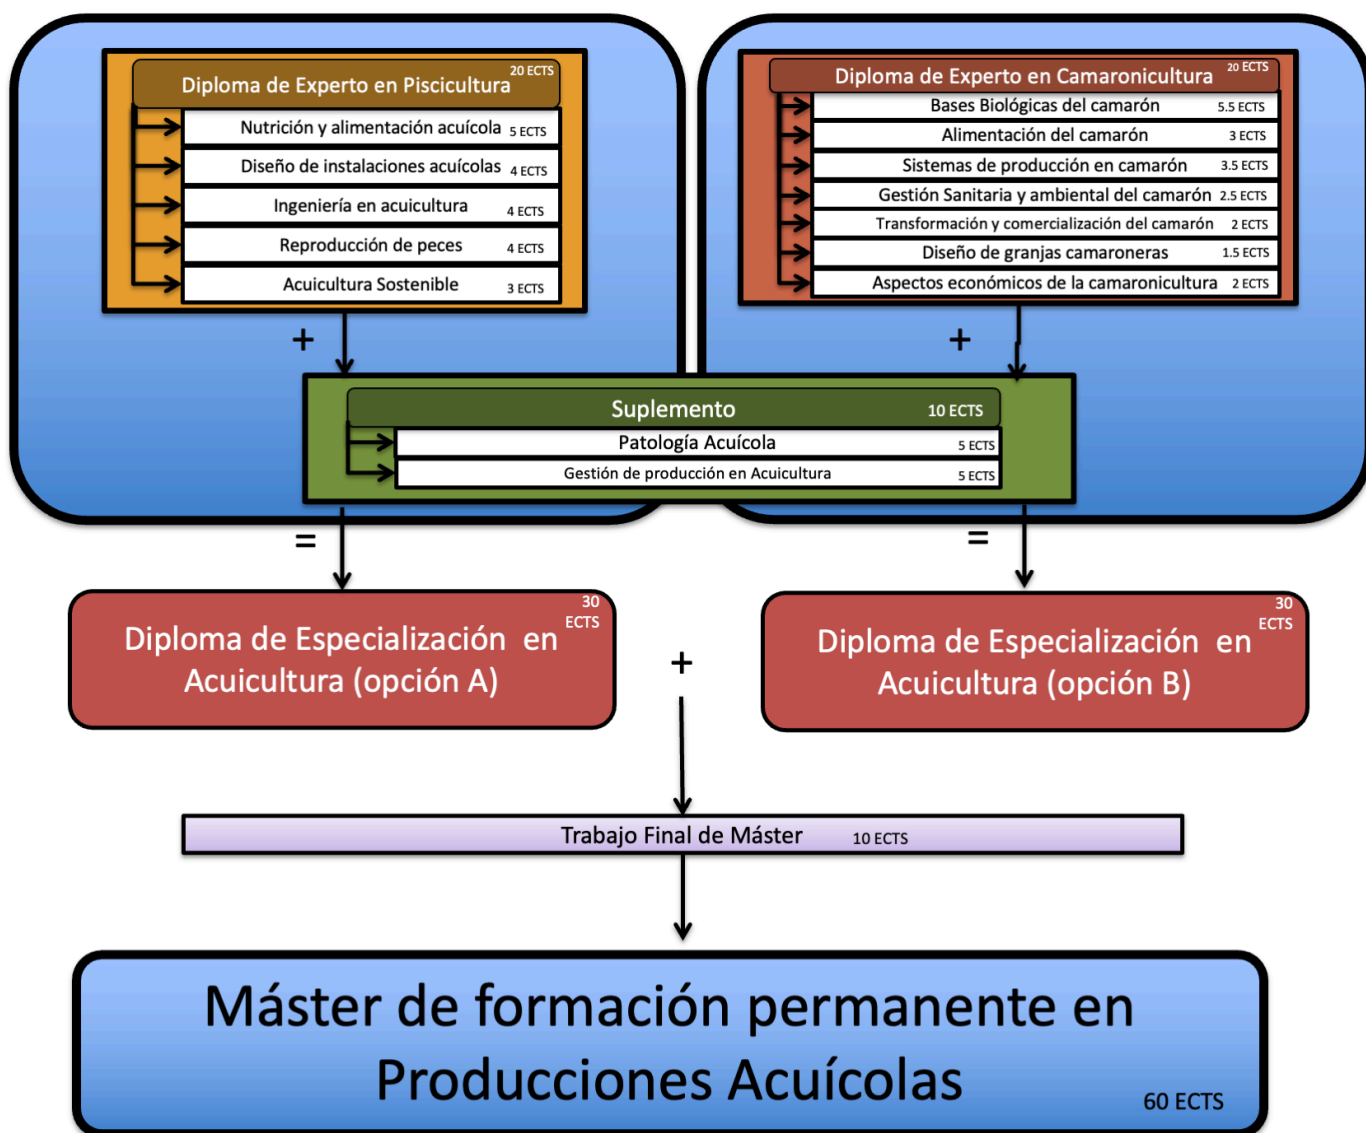 Diploma de Experto en Piscicultura 20 ECTS
Nutrición y alimentación acuícola 5 ECTS
Diseño de instalaciones acuícolas 4 ECTS
Ingeniería en acuicultura 4 ECTS
Reproducción de peces 4 ECTS
Acuicultura Sostenible 3 ECTS
Diploma de Experto en Camaronicultura 20 ECTS
Bases Biológicas del camarón 5.5 ECTS
Alimentación del camarón 3 ECTS
Sistemas de producción en camarón 3.5 ECTS
Gestión Sanitaria y ambiental del camarón 2.5 ECTS
Transformación y comercialización del camarón 2 ECTS
Diseño de granjas camaroneras 1.5 ECTS
Aspectos económicos de la camaronicultura 2 ECTS
+
+
Suplemento 10 ECTS
Patología Acuícola 5 ECTS
Gestión de producción en Acuicultura 5 ECTS
=
=
30
ECTS
Diploma de Especialización en
Acuicultura (opción A)
+
30
ECTS
Diploma de Especialización en
Acuicultura (opción B)
Trabajo Final de Máster 10 ECTS
Máster de formación permanente en
Producciones Acuícolas
60 ECTS